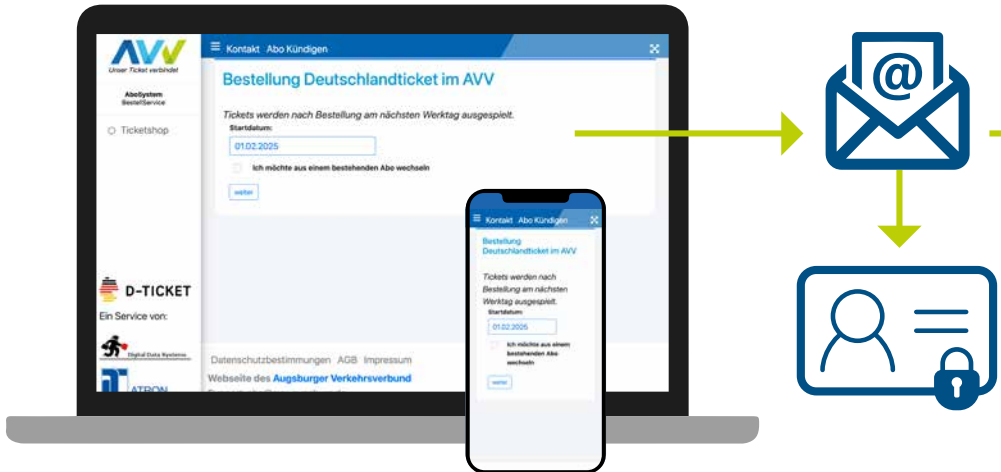 AVV
Unser Ticket verbindet
AboSystem
BestellService
Ticketshop
D-TICKET
Ein Service von:
Digital Data Systems
ATRON
Kontakt Abo Kündigen
Bestellung Deutschlandticket im AVV
Tickets werden nach Bestellung am nächsten Werktag ausgespielt.
Startdatum:
01.02.2025
Ich möchte aus einem bestehenden Abo wechseln
weiter
Datenschutzbestimmungen AGB Impressum
Webseite des Augsburger Verkehrsverbund
Kontakt Abo Kündigen
Bestellung
Deutschlandticket im AVV
Tickets werden nach
Bestellung am nächsten
Werktag ausgespielt.
Startdatum:
01.02.2025
Ich möchte aus einem
bestehenden Abo
wechseln
weiter
@